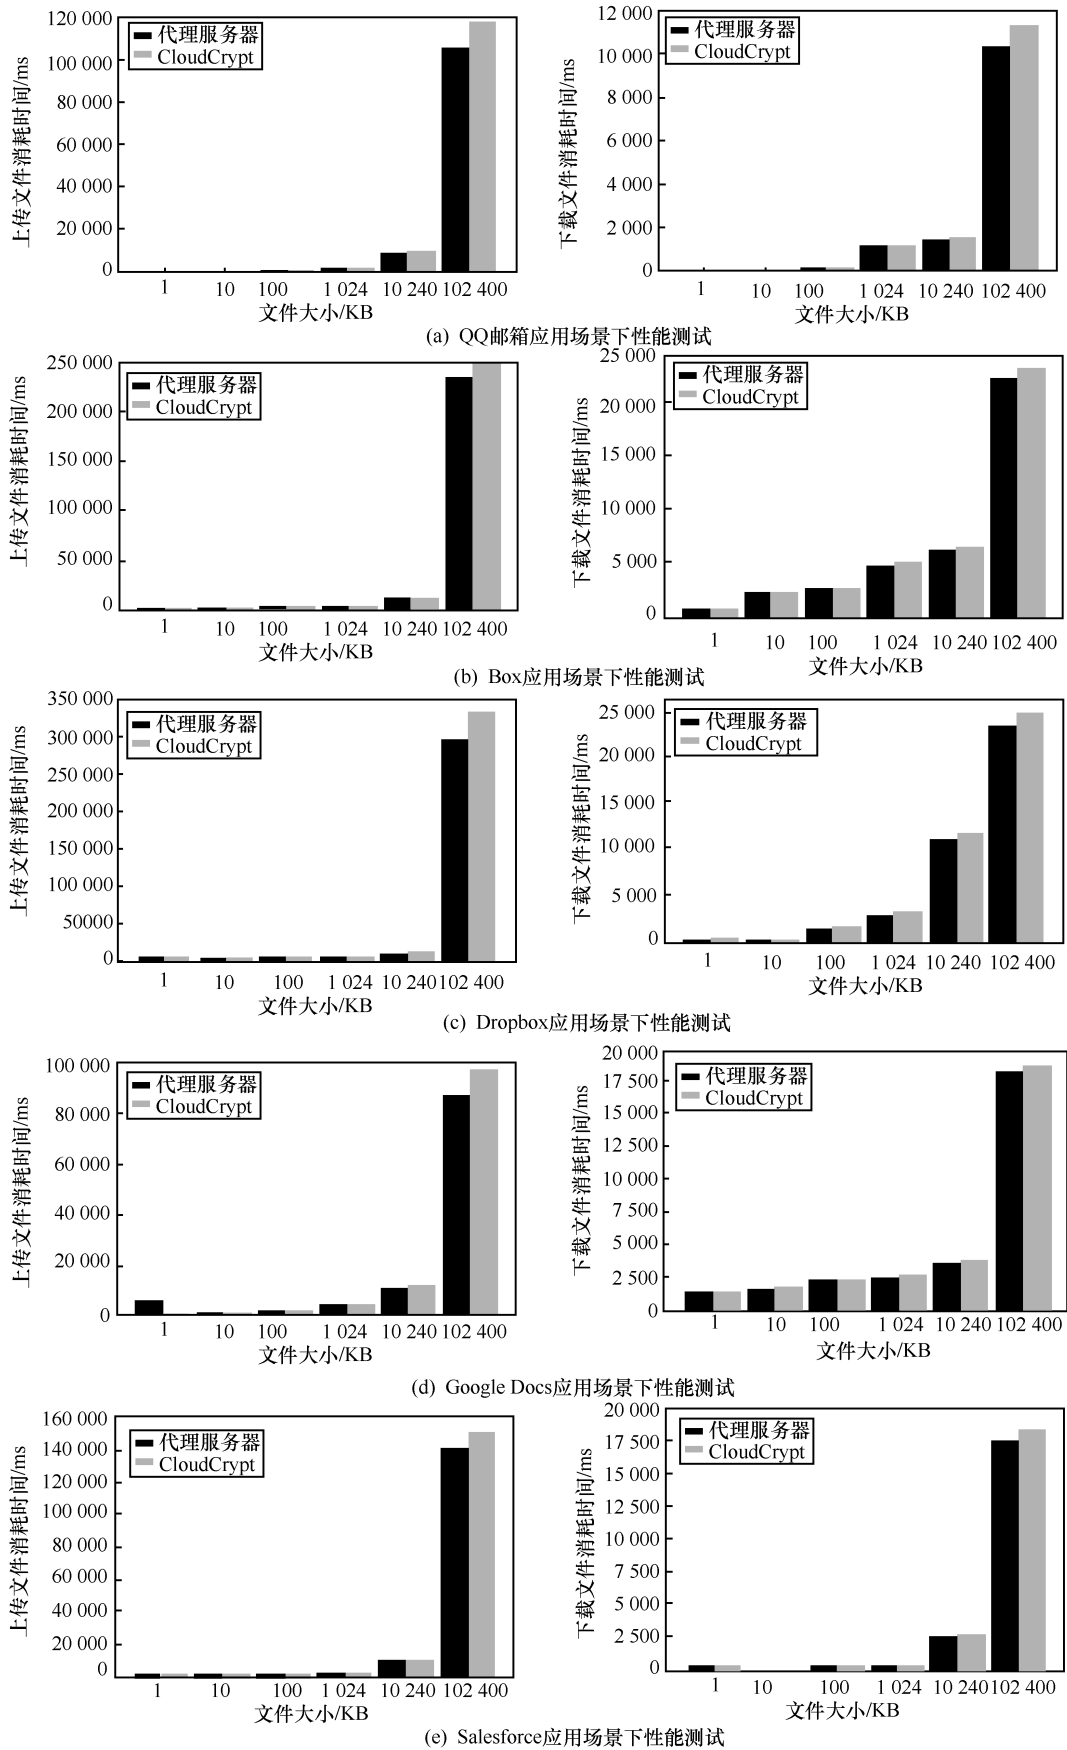 120 000
100 000
80 000
60 000
40 000
20 000
0
上传文件消耗时间/ms
代理服务器
CloudCrypt
1 10 100 1 024 10 240 102 400
文件大小/KB
12 000
10 000
8 000
6 000
4 000
2 000
0
下载文件消耗时间/ms
代理服务器
CloudCrypt
1 10 100 1 024 10 240 102 400
文件大小/KB
(a) QQ邮箱应用场景下性能测试
250 000
200 000
150 000
100 000
50 000
0
上传文件消耗时间/ms
代理服务器
CloudCrypt
1 10 100 1 024 10 240 102 400
文件大小/KB
25 000
20 000
15 000
10 000
5 000
0
下载文件消耗时间/ms
代理服务器
CloudCrypt
1 10 100 1 024 10 240 102 400
文件大小/KB
(b) Box应用场景下性能测试
350 000
300 000
250 000
200 000
150 000
100 000
50000
0
上传文件消耗时间/ms
代理服务器
CloudCrypt
1 10 100 1 024 10 240 102 400
文件大小/KB
25 000
20 000
15 000
10 000
5 000
0
下载文件消耗时间/ms
代理服务器
CloudCrypt
1 10 100 1 024 10 240 102 400
文件大小/KB
(c) Dropbox应用场景下性能测试
100 000
80 000
60 000
40 000
20 000
0
上传文件消耗时间/ms
代理服务器
CloudCrypt
1 10 100 1 024 10 240 102 400
文件大小/KB
20 000
17 500
15 000
12 500
10 000
7 500
5 000
2 500
0
下载文件消耗时间/ms
代理服务器
CloudCrypt
1 10 100 1 024 10 240 102 400
文件大小/KB
(d) Google Docs应用场景下性能测试
160 000
140 000
120 000
100 000
80 000
60 000
40 000
20 000
0
上传文件消耗时间/ms
代理服务器
CloudCrypt
1 10 100 1 024 10 240 102 400
文件大小/KB
20 000
17 500
15 000
12 500
10 000
7 500
5 000
2 500
0
下载文件消耗时间/ms
代理服务器
CloudCrypt
1 10 100 1 024 10 240 102 400
文件大小/KB
(e) Salesforce应用场景下性能测试